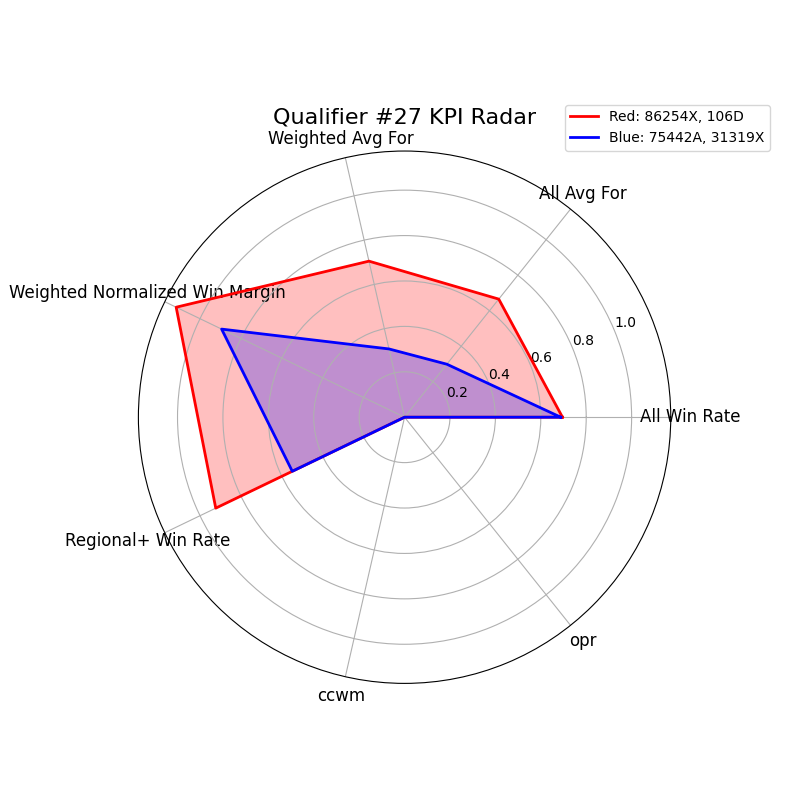 Qualifier #27 KPI Radar
Red: 86254X, 106D
Blue: 75442A, 31319X
Weighted Avg For
All Avg For
Weighted Normalized Win Margin
1.0
0.8
0.6
0.4
0.2
All Win Rate
Regional+ Win Rate
opr
ccwm